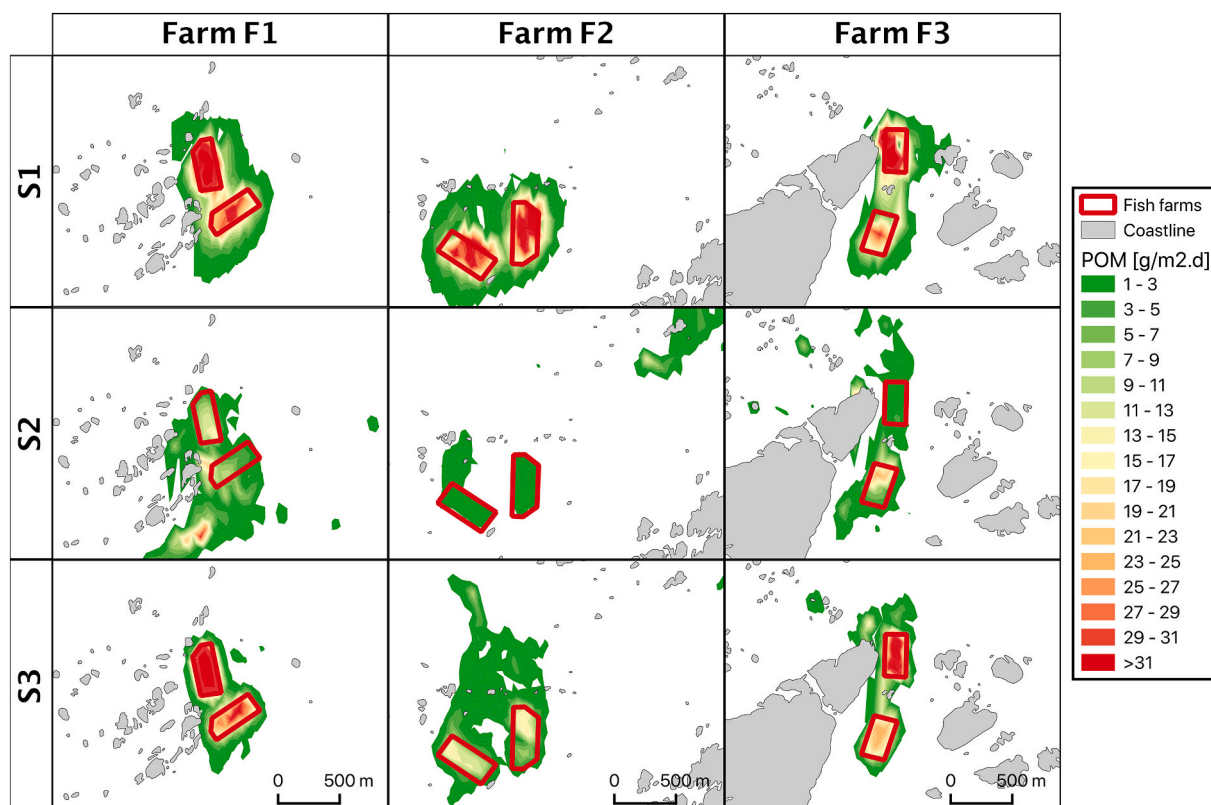 Farm F1
Farm F2
Farm F3
S1
S2
S3
0 500 m
0 500 m
0 500 m
Fish farms
Coastline
POM [g/m2.d]
1 - 3
3 - 5
5 - 7
7 - 9
9 - 11
11 - 13
13 - 15
15 - 17
17 - 19
19 - 21
21 - 23
23 - 25
25 - 27
27 - 29
29 - 31
>31